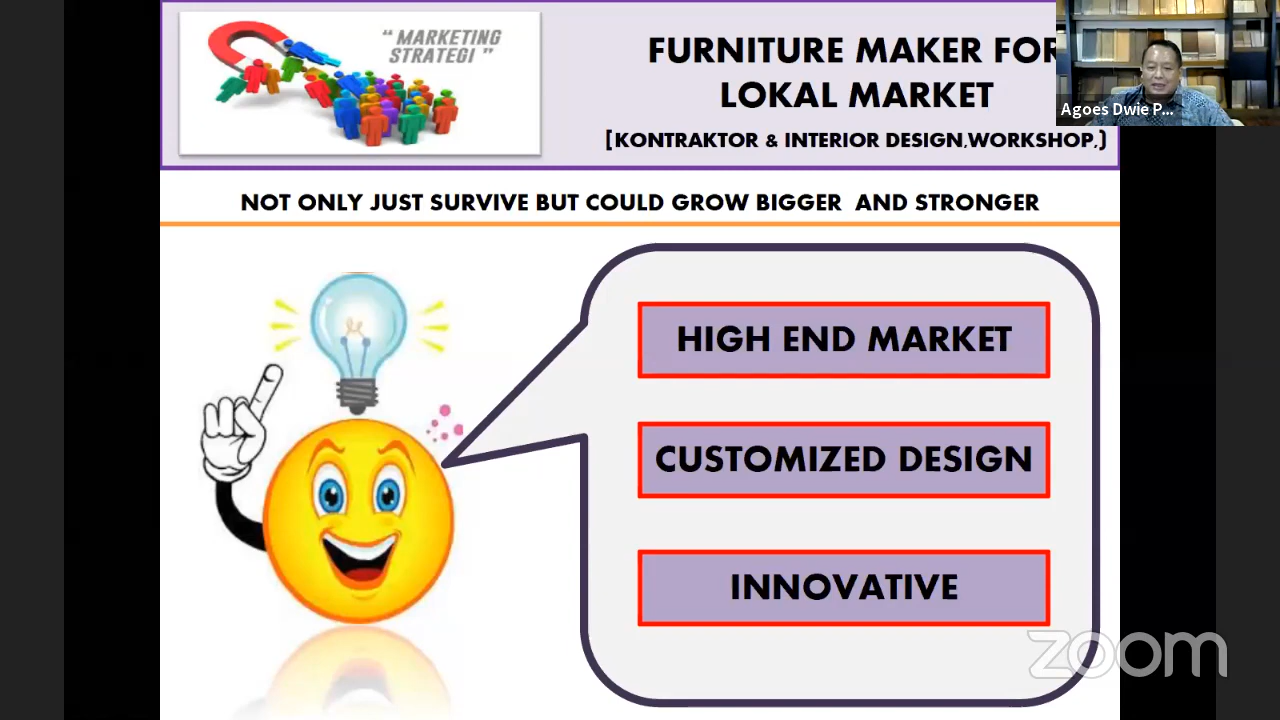 “ MARKETING
STRATEGI ”
FURNITURE MAKER FOR
LOKAL MARKET
[KONTRAKTOR & INTERIOR DESIGN,WORKSHOP,)
Agoes Dwie P...
NOT ONLY JUST SURVIVE BUT COULD GROW BIGGER AND STRONGER
HIGH END MARKET
CUSTOMIZED DESIGN
INNOVATIVE
zoom